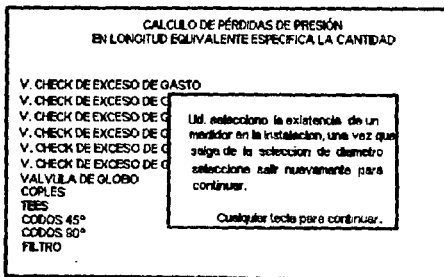 CALCULO DE PÉRDIDAS DE PRESIÓN
EN LONGITUD EQUIVALENTE ESPECIFICA LA CANTIDAD
V. CHECK DE EXCESO DE GASTO
V. CHECK DE EXCESO DE G
V. CHECK DE EXCESO DE G
V. CHECK DE EXCESO DE G
V. CHECK DE EXCESO DE G
V. CHECK DE EXCESO DE G
VALVULA DE GLOBO
COPLES
TEES
CODOS 45°
CODOS 90°
FILTRO
Ud. selecciono la existencia de un
medidor en la instalacion, una vez que
salga de la seleccion de diametro
seleccione salir nuevamente para
continuar.
Cualquier tecla para continuar.